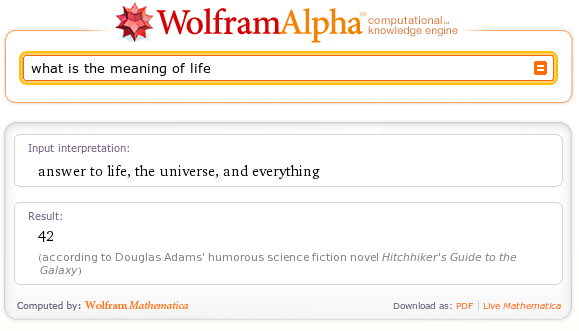 WolframAlpha™ computational...
knowledge engine
what is the meaning of life
Input interpretation:
answer to life, the universe, and everything
Result:
42
(according to Douglas Adams' humorous science fiction novel Hitchhiker's Guide to the
Galaxy)
Computed by: Wolfram Mathematica
Download as: PDF | Live Mathematica